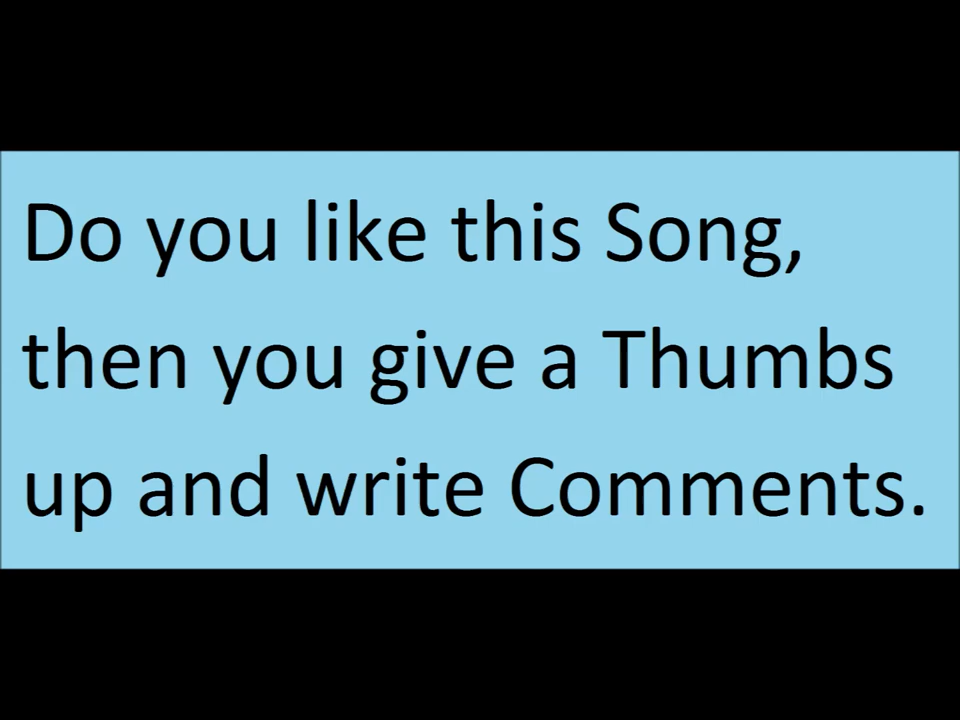 Do you like this Song,
then you give a Thumbs
up and write Comments.